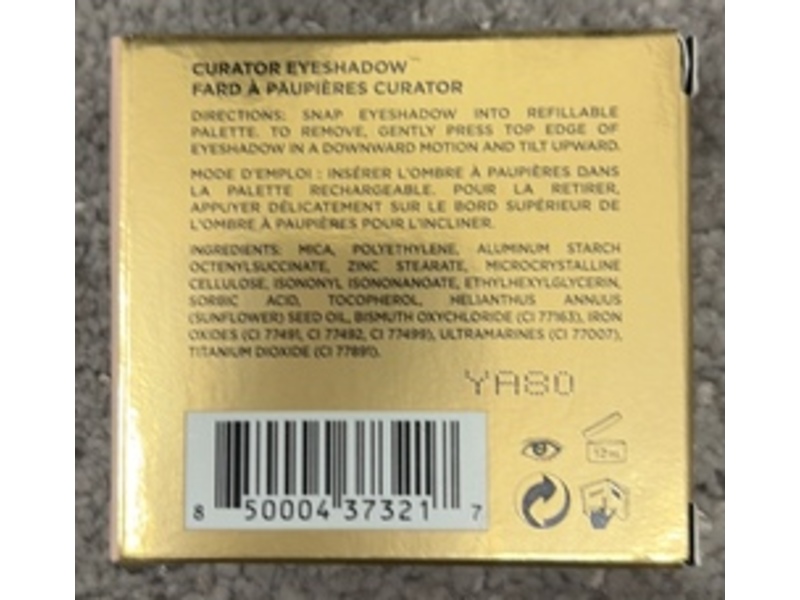 CURATOR EYESHADOW™
FARD À PAUPIÈRES CURATOR
DIRECTIONS: SNAP EYESHADOW INTO REFILLABLE
PALETTE. TO REMOVE, GENTLY PRESS TOP EDGE OF
EYESHADOW IN A DOWNWARD MOTION AND TILT UPWARD.
MODE D'EMPLOI : INSÉRER L'OMBRE À PAUPIÈRES DANS
LA PALETTE RECHARGEABLE. POUR LA RETIRER,
APPUYER DÉLICATEMENT SUR LE BORD SUPÉRIEUR DE
L'OMBRE À PAUPIÈRES POUR L'INCLINER.
INGREDIENTS: MICA, POLYETHYLENE, ALUMINUM STARCH
OCTENYLSUCCINATE, ZINC STEARATE, MICROCRYSTALLINE
CELLULOSE, ISONONYL ISONONANOATE, ETHYLHEXYLGLYCERIN,
SORBIC ACID, TOCOPHEROL, HELIANTHUS ANNUUS
(SUNFLOWER) SEED OIL, BISMUTH OXYCHLORIDE (CI 77163), IRON
OXIDES (CI 77491, CI 77492, CI 77499), ULTRAMARINES (CI 77007),
TITANIUM DIOXIDE (CI 77891).
YA80
12M
8 50004 37321 7